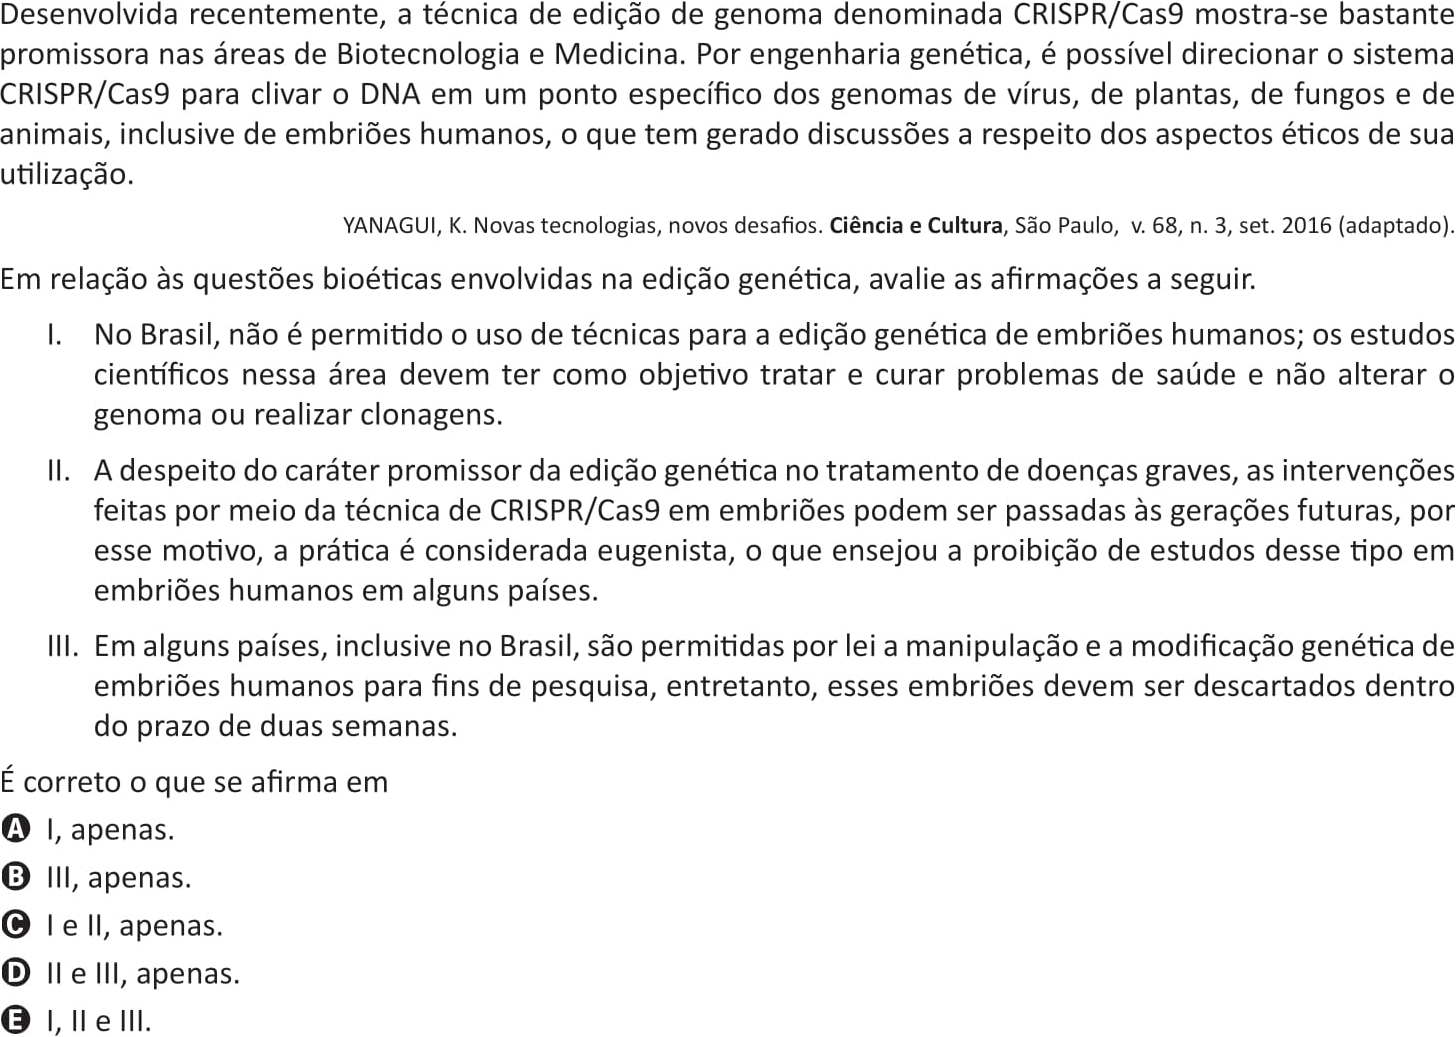 Desenvolvida recentemente, a técnica de edição de genoma denominada CRISPR/Cas9 mostra-se bastante
promissora nas áreas de Biotecnologia e Medicina. Por engenharia genética, é possível direcionar o sistema
CRISPR/Cas9 para clivar o DNA em um ponto específico dos genomas de vírus, de plantas, de fungos e de
animais, inclusive de embriões humanos, o que tem gerado discussões a respeito dos aspectos éticos de sua
utilização.
YANAGUI, K. Novas tecnologias, novos desafios. Ciência e Cultura, São Paulo, v. 68, n. 3, set. 2016 (adaptado).
Em relação às questões bioéticas envolvidas na edição genética, avalie as afirmações a seguir.
I. No Brasil, não é permitido o uso de técnicas para a edição genética de embriões humanos; os estudos
científicos nessa área devem ter como objetivo tratar e curar problemas de saúde e não alterar o
genoma ou realizar clonagens.
II. A despeito do caráter promissor da edição genética no tratamento de doenças graves, as intervenções
feitas por meio da técnica de CRISPR/Cas9 em embriões podem ser passadas às gerações futuras, por
esse motivo, a prática é considerada eugenista, o que ensejou a proibição de estudos desse tipo em
embriões humanos em alguns países.
III. Em alguns países, inclusive no Brasil, são permitidas por lei a manipulação e a modificação genética de
embriões humanos para fins de pesquisa, entretanto, esses embriões devem ser descartados dentro
do prazo de duas semanas.
É correto o que se afirma em
A I, apenas.
B III, apenas.
C I e II, apenas.
D II e III, apenas.
E I, II e III.